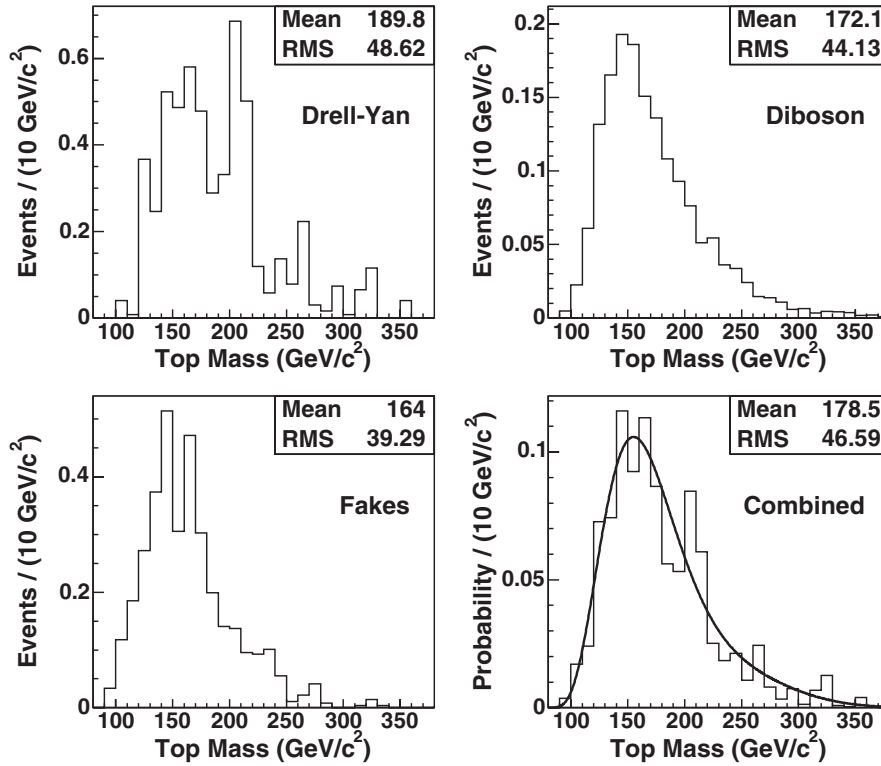 Mean 189.8
RMS 48.62
Drell-Yan
Events / (10 GeV/c²)
0.6
0.4
0.2
0
100 150 200 250 300 350
Top Mass (GeV/c²)
Mean 172.1
RMS 44.13
Diboson
Events / (10 GeV/c²)
0.2
0.15
0.1
0.05
0
100 150 200 250 300 350
Top Mass (GeV/c²)
Mean 164
RMS 39.29
Fakes
Events / (10 GeV/c²)
0.4
0.2
0
100 150 200 250 300 350
Top Mass (GeV/c²)
Mean 178.5
RMS 46.59
Combined
Probability / (10 GeV/c²)
0.1
0.05
0
100 150 200 250 300 350
Top Mass (GeV/c²)